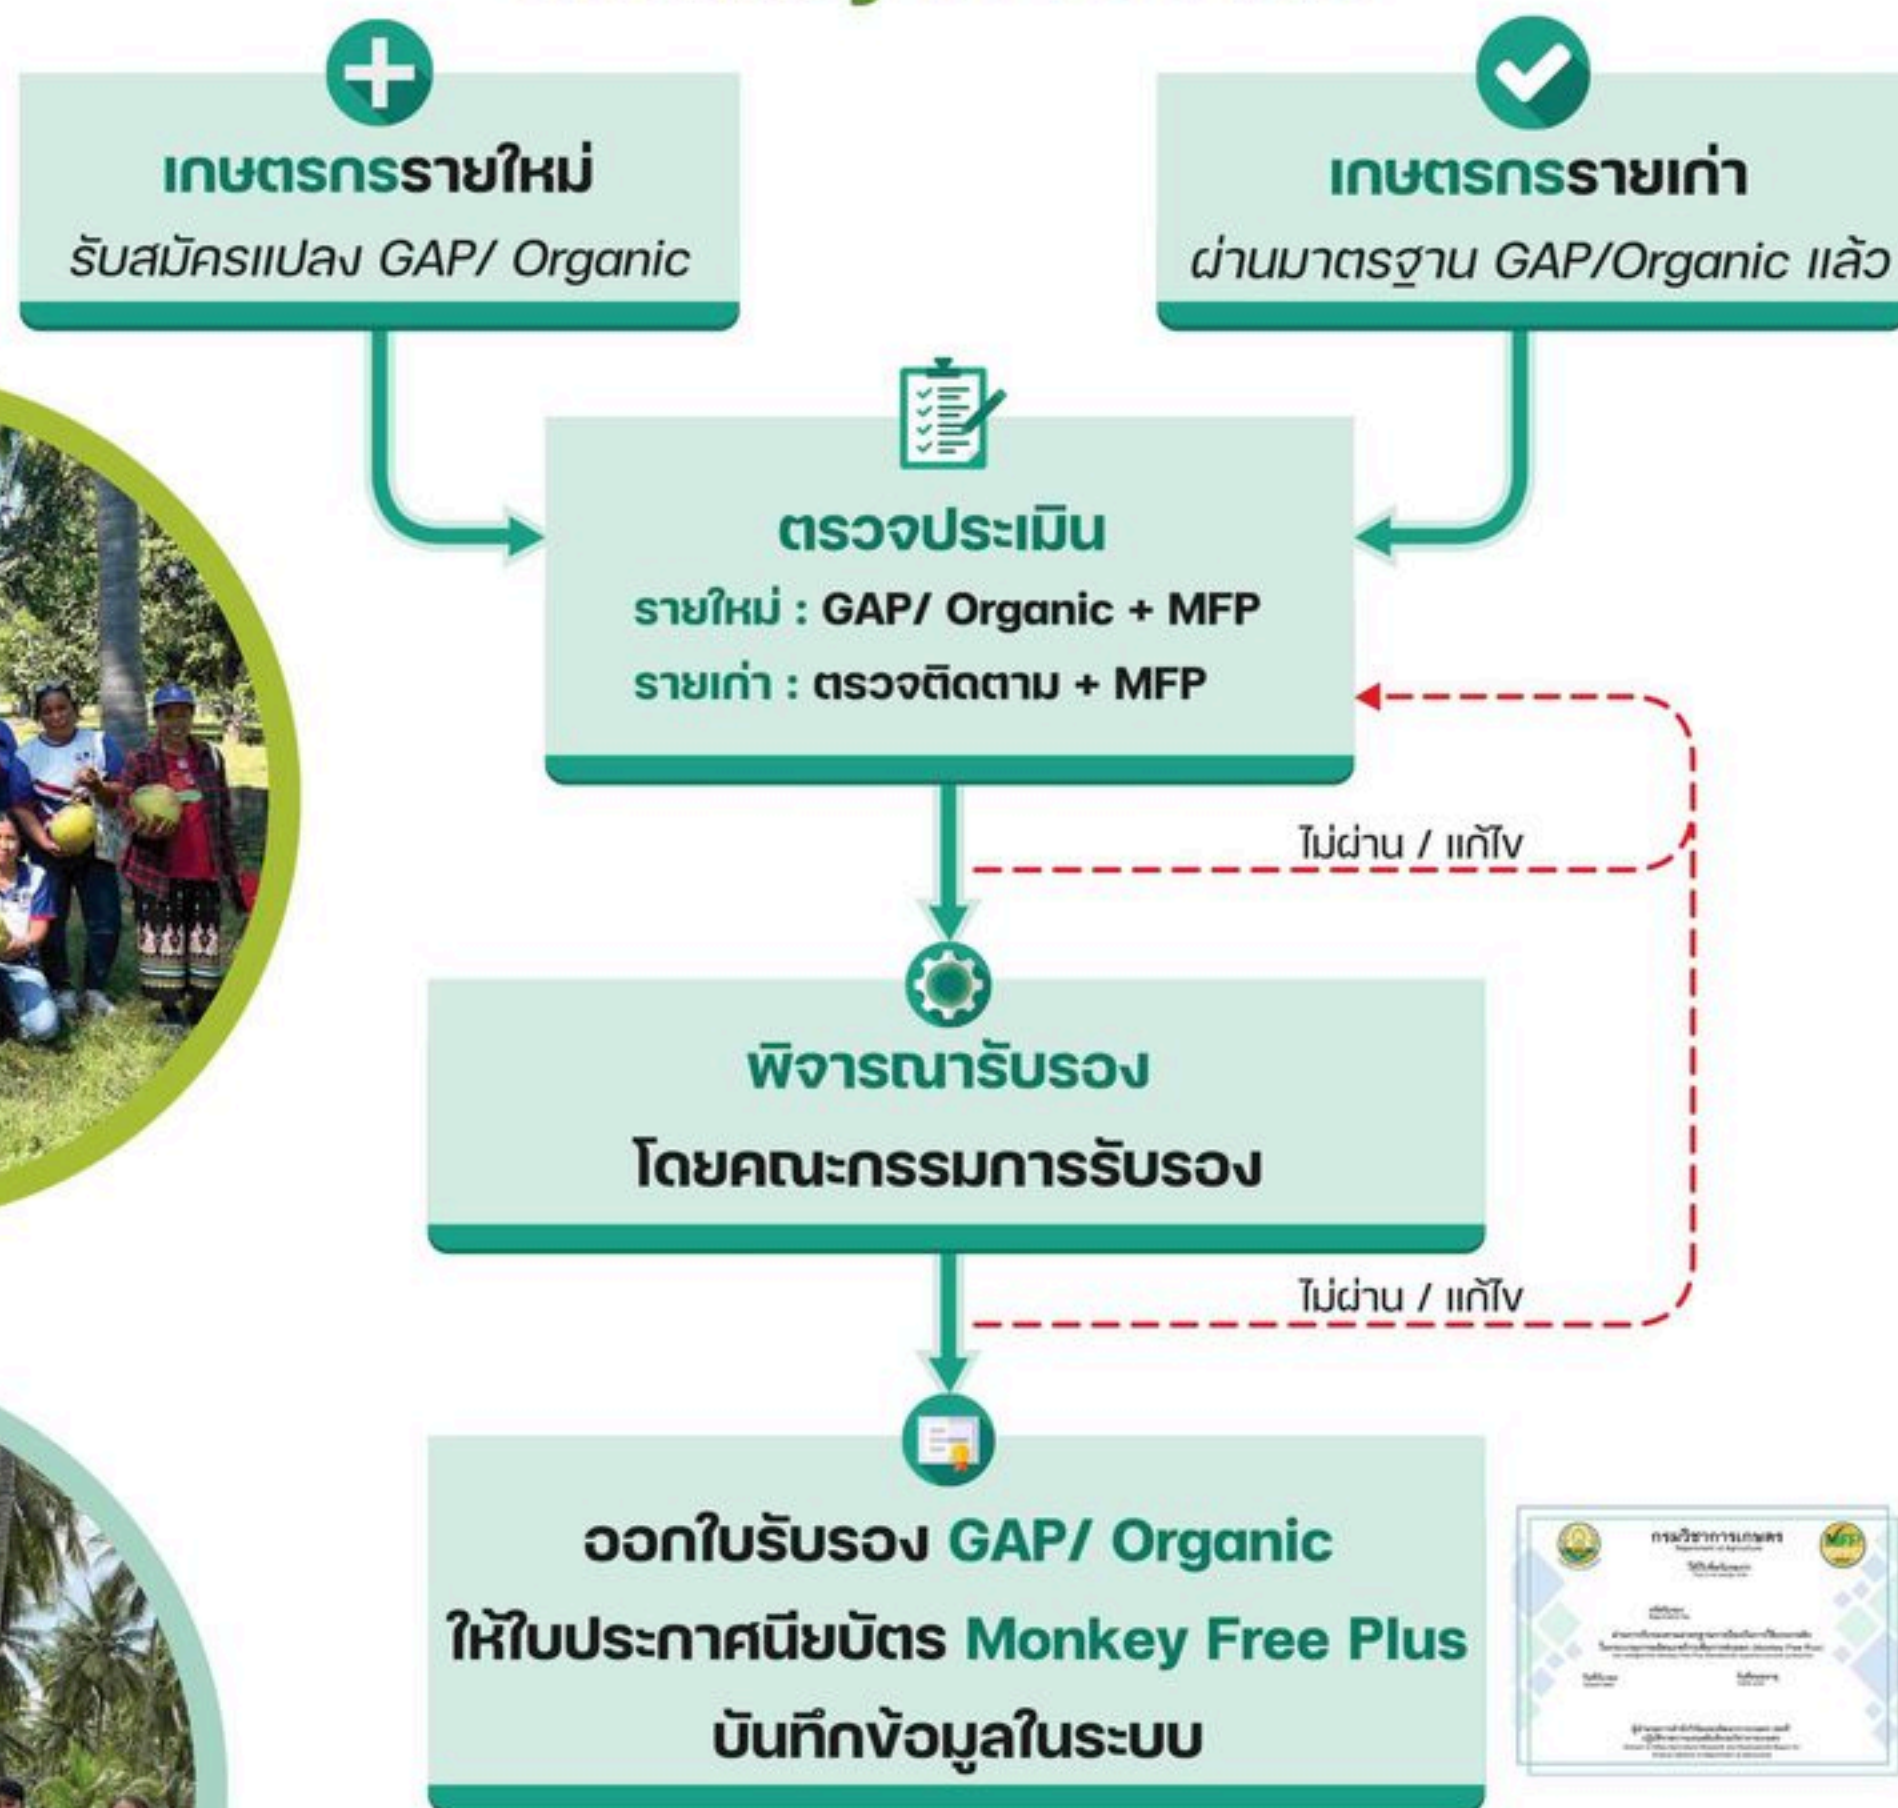 เกษตรกรรายใหม่
รับสมัครแปลง GAP/ Organic
เกษตรกรรายเก่า
ผ่านมาตรฐาน GAP/Organic แล้ว
ตรวจประเมิน
รายใหม่ : GAP/ Organic + MFP
รายเก่า : ตรวจติดตาม + MFP
ไม่ผ่าน / แก้ไข
พิจารณารับรอง
โดยคณะกรรมการรับรอง
ไม่ผ่าน / แก้ไข
ออกใบรับรอง GAP/ Organic
ให้ใบประกาศนียบัตร Monkey Free Plus
บันทึกข้อมูลในระบบ
กรมวิชาการเกษตร
MFP